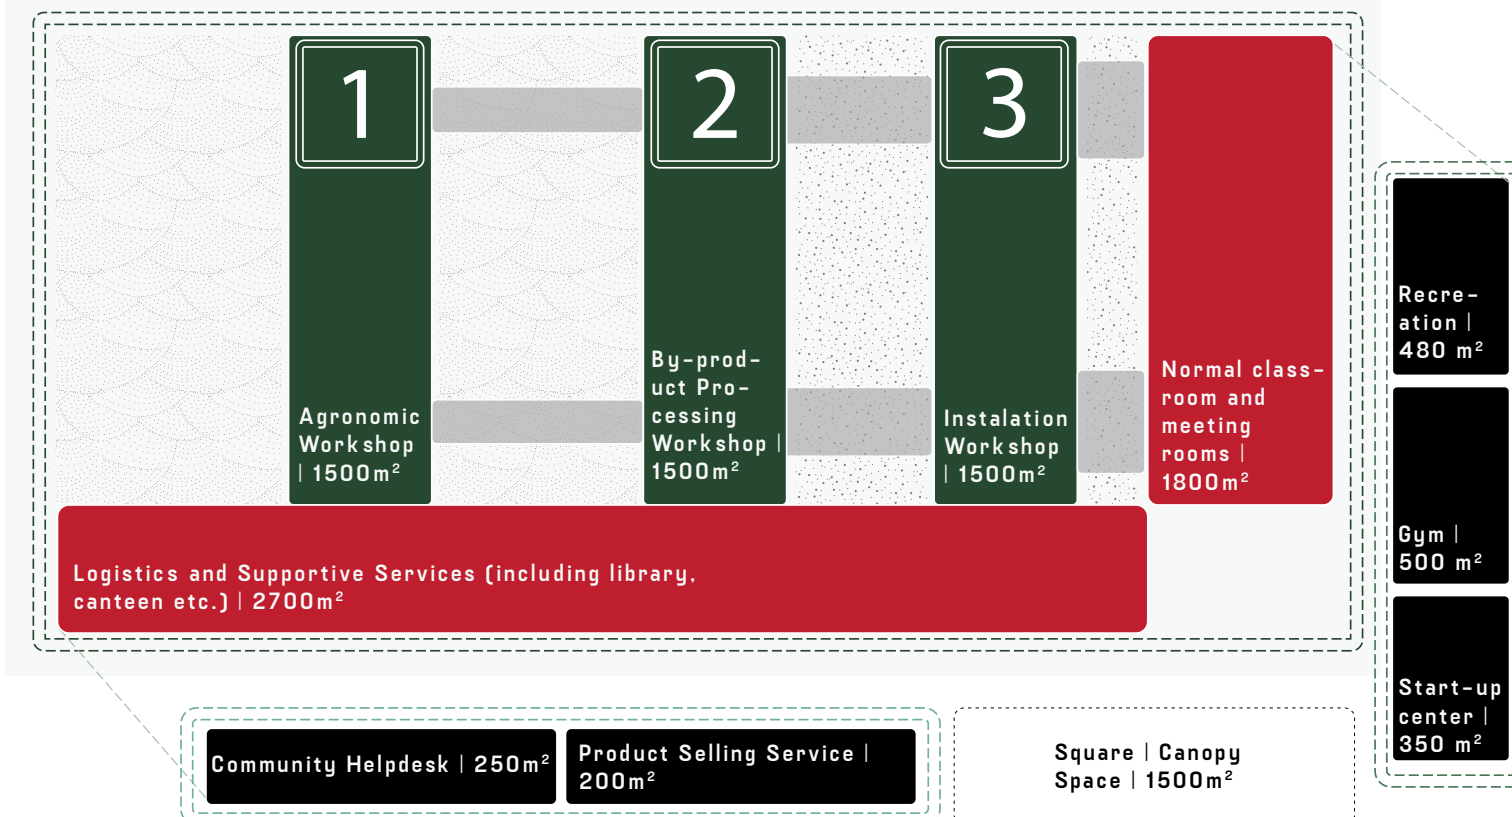 1
2
3
Agronomic
Workshop
| 1500m²
By-prod-
uct Pro-
cessing
Workshop |
1500m²
Instalation
Workshop
| 1500m²
Normal class-
room and
meeting
rooms |
1800m²
Logistics and Supportive Services (including library,
canteen etc.) | 2700m²
Recre-
ation |
480 m²
Gym |
500 m²
Start-up
center |
350 m²
Community Helpdesk | 250m²
Product Selling Service |
200m²
Square | Canopy
Space | 1500m²